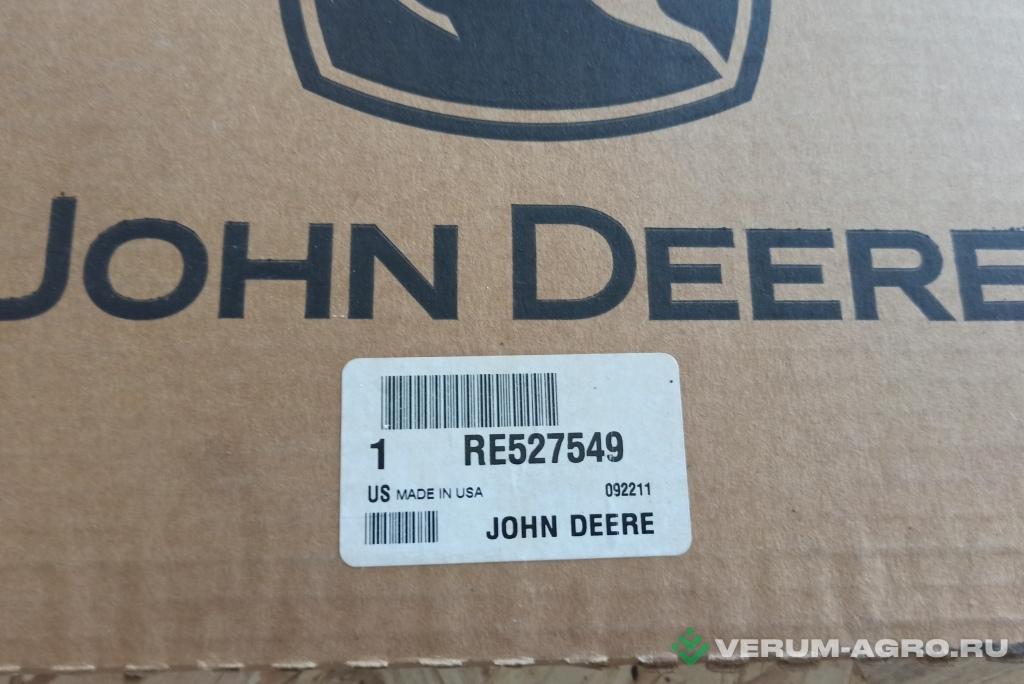 JOHN DEERE
1 RE527549
US MADE IN USA 092211
JOHN DEERE
VERUM-AGRO.RU